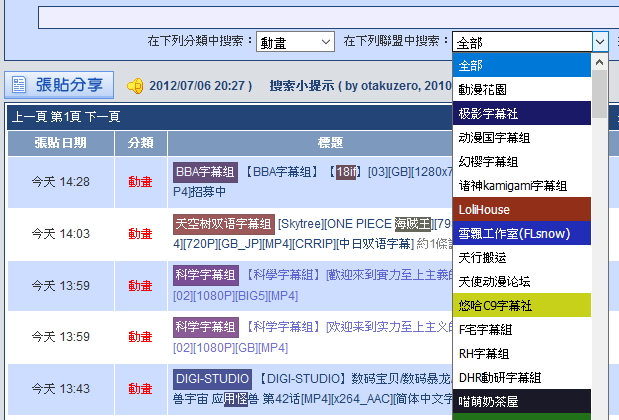 在下列分類中搜索： 動畫 在下列聯盟中搜索： 全部
張貼分享 2012/07/06 20:27 ) 搜索小提示 ( by otakuzero, 2010
上一頁 第1頁 下一頁
張貼日期 分類 標題
今天 14:28 動畫 BBA字幕组 【BBA字幕组】【18if】[03][GB][1280x7
P4]招募中
今天 14:03 動畫 天空树双语字幕组 [Skytree][ONE PIECE 海贼王][79
4][720P][GB_JP][MP4][CRRIP][中日双语字幕] 約1條
今天 13:59 動畫 科学字幕组 【科學字幕組】[歡迎來到實力至上主義
[02][1080P][BIG5][MP4]
今天 13:59 動畫 科学字幕组 【科学字幕组】[欢迎来到实力至上主义
[02][1080P][GB][MP4]
今天 13:43 動畫 DIGI-STUDIO 【DIGI-STUDIO】数码宝贝/数码暴龙
兽宇宙 应用怪兽 第42话[MP4][x264_AAC][简体中文字
全部
動漫花園
极影字幕社
动漫国字幕组
幻樱字幕组
诸神kamigami字幕组
LoliHouse
雪飄工作室(FLsnow)
天行搬运
天使动漫论坛
悠哈C9字幕社
F宅字幕組
RH字幕組
DHR動研字幕組
喵萌奶茶屋